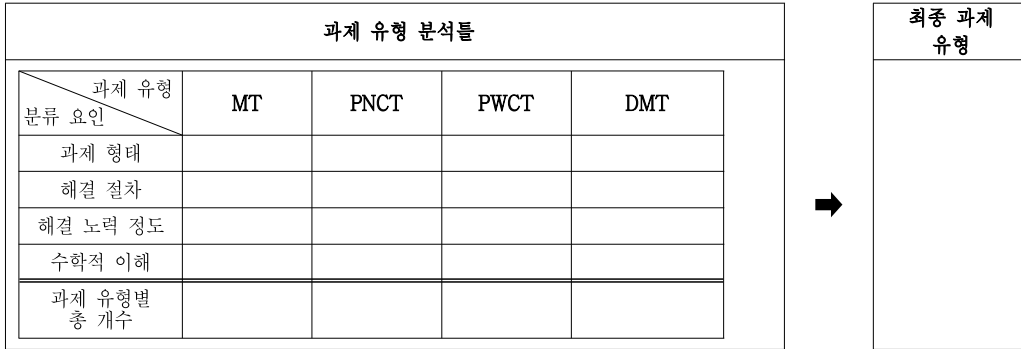 과제 유형 분석틀
최종 과제
유형
과제 유형
분류 요인
MT
PNCT
PWCT
DMT
과제 형태
해결 절차
해결 노력 정도
수학적 이해
과제 유형별
총 개수